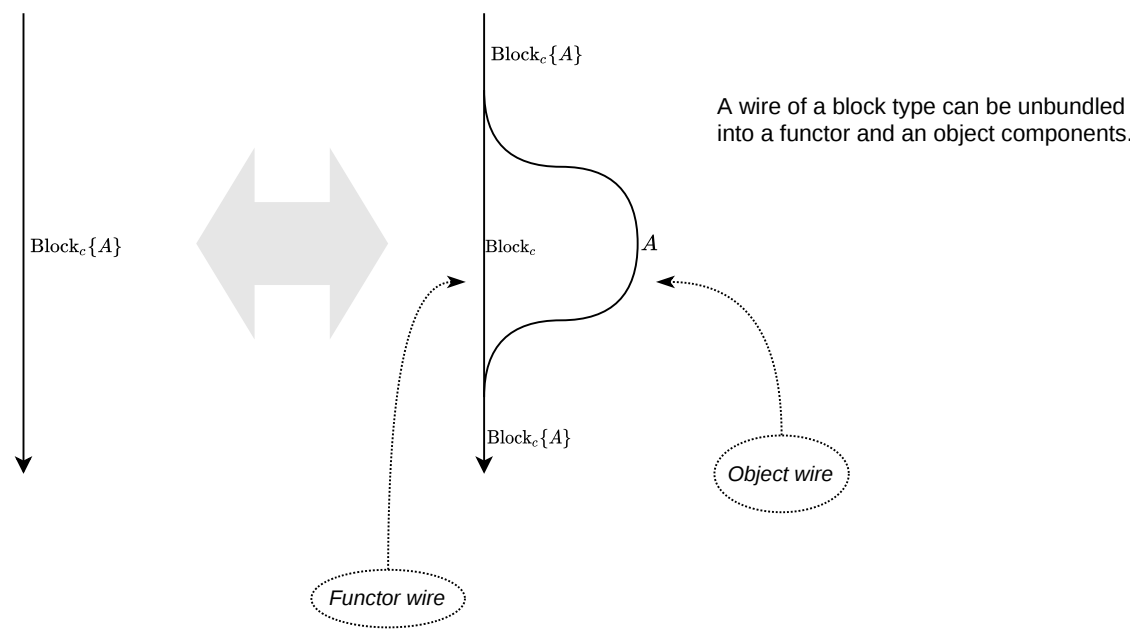 Block_c{A}
A wire of a block type can be unbundled
into a functor and an object components.
Block_c{A}
Block_c
A
Block_c{A}
Object wire
Functor wire